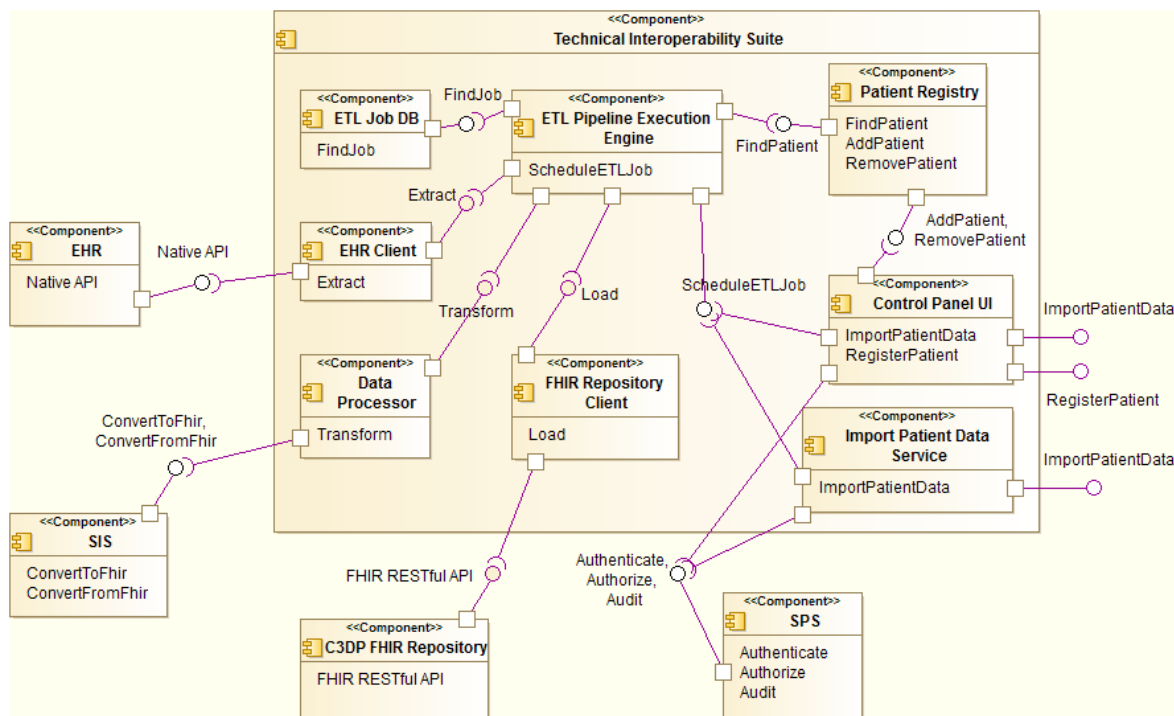 <<Component>>
Technical Interoperability Suite
<<Component>>
ETL Job DB
FindJob
FindJob
<<Component>>
ETL Pipeline Execution
Engine
ScheduleETLJob
FindPatient
<<Component>>
Patient Registry
FindPatient
AddPatient
RemovePatient
Extract
AddPatient,
RemovePatient
<<Component>>
EHR
Native API
Native API
<<Component>>
EHR Client
Extract
Transform
Load
ScheduleETLJob
<<Component>>
Control Panel UI
ImportPatientData
RegisterPatient
ImportPatientData
RegisterPatient
<<Component>>
Data
Processor
Transform
<<Component>>
FHIR Repository
Client
Load
ConvertToFhir,
ConvertFromFhir
<<Component>>
Import Patient Data
Service
ImportPatientData
ImportPatientData
<<Component>>
SIS
ConvertToFhir
ConvertFromFhir
FHIR RESTful API
Authenticate,
Authorize,
Audit
<<Component>>
C3DP FHIR Repository
FHIR RESTful API
<<Component>>
SPS
Authenticate
Authorize
Audit